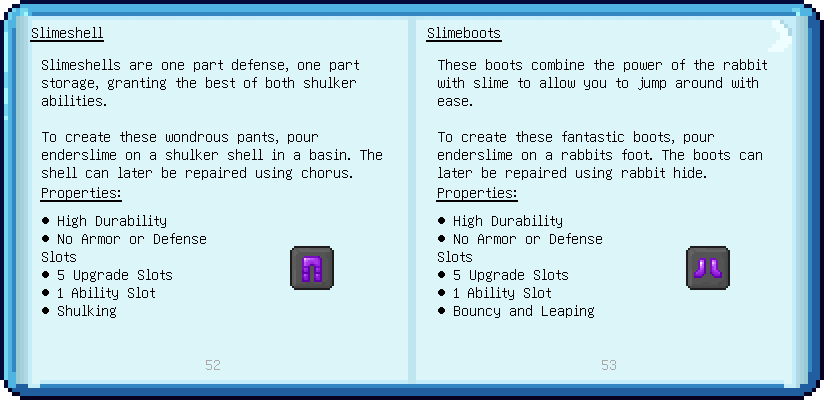 Slimeshell
Slimeshells are one part defense, one part
storage, granting the best of both shulker
abilities.
To create these wondrous pants, pour
enderslime on a shulker shell in a basin. The
shell can later be repaired using chorus.
Properties:
● High Durability
● No Armor or Defense
Slots
● 5 Upgrade Slots
● 1 Ability Slot
● Shulking
52
Slimeboots
These boots combine the power of the rabbit
with slime to allow you to jump around with
ease.
To create these fantastic boots, pour
enderslime on a rabbits foot. The boots can
later be repaired using rabbit hide.
Properties:
● High Durability
● No Armor or Defense
Slots
● 5 Upgrade Slots
● 1 Ability Slot
● Bouncy and Leaping
53